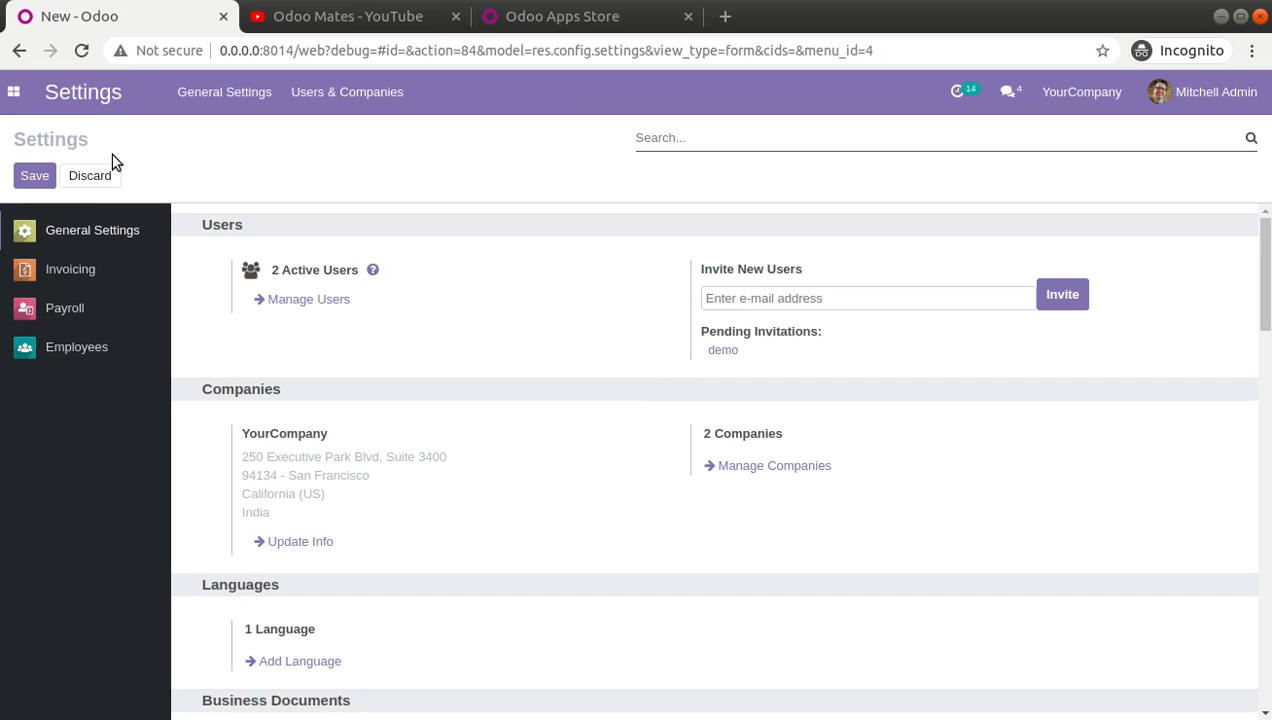 New - Odoo
Odoo Mates - YouTube
Odoo Apps Store
Not secure
0.0.0.0:8014/web?debug=#id=&action=84&model=res.config.settings&view_type=form&cids=&menu_id=4
Incognito
Settings
General Settings
Users & Companies
14
4
YourCompany
Mitchell Admin
Settings
Search...
Save
Discard
General Settings
Invoicing
Payroll
Employees
Users
2 Active Users
Manage Users
Invite New Users
Enter e-mail address
Invite
Pending Invitations:
demo
Companies
YourCompany
250 Executive Park Blvd, Suite 3400
94134 - San Francisco
California (US)
India
Update Info
2 Companies
Manage Companies
Languages
1 Language
Add Language
Business Documents